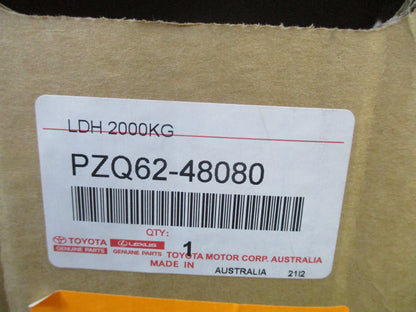 LDH 2000KG
PZQ62-48080
QTY:
1
TOYOTA LEXUS
GENUINE PARTS GENUINE PARTS TOYOTA MOTOR CORP. AUSTRALIA
MADE IN AUSTRALIA 21I2